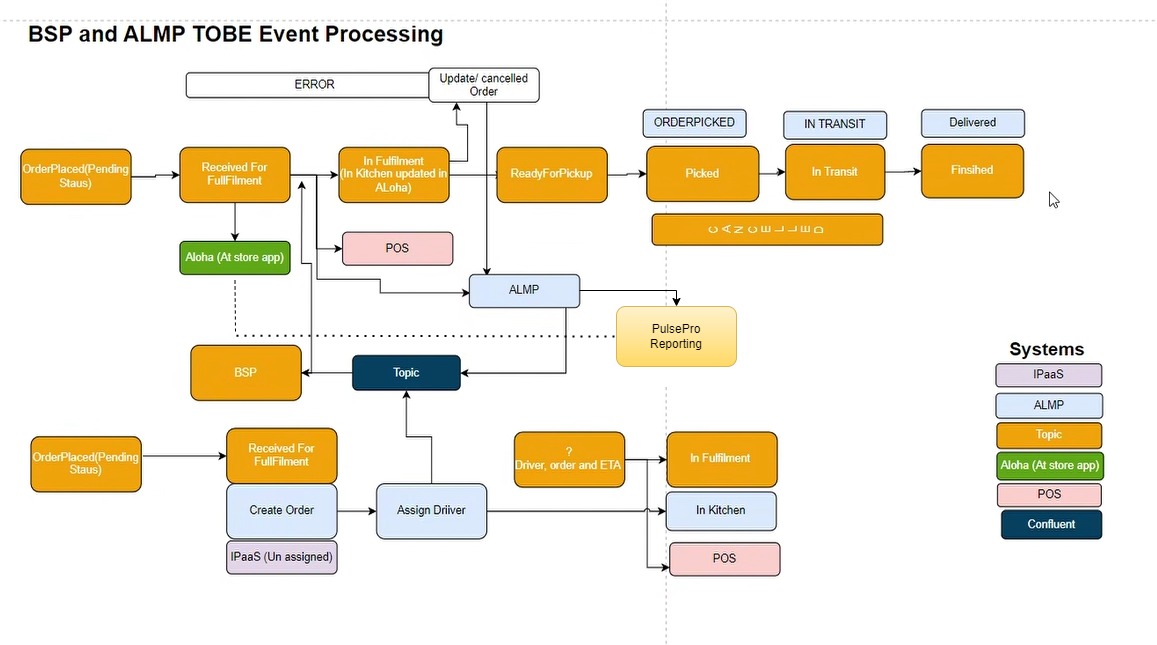 BSP and ALMP TOBE Event Processing
ERROR
Update/ cancelled
Order
ORDERPICKED
IN TRANSIT
Delivered
OrderPlaced(Pending
Staus)
Received For
FullFilment
In Fulfilment
(In Kitchen updated in
ALoha)
ReadyForPickup
Picked
In Transit
Finsihed
CANCELLED
Aloha (At store app)
POS
ALMP
PulsePro
Reporting
BSP
Topic
Systems
IPaaS
ALMP
Topic
Aloha (At store app)
POS
Confluent
OrderPlaced(Pending
Staus)
Received For
FullFilment
Create Order
IPaaS (Un assigned)
Assign Driiver
?
Driver, order and ETA
In Fulfilment
In Kitchen
POS